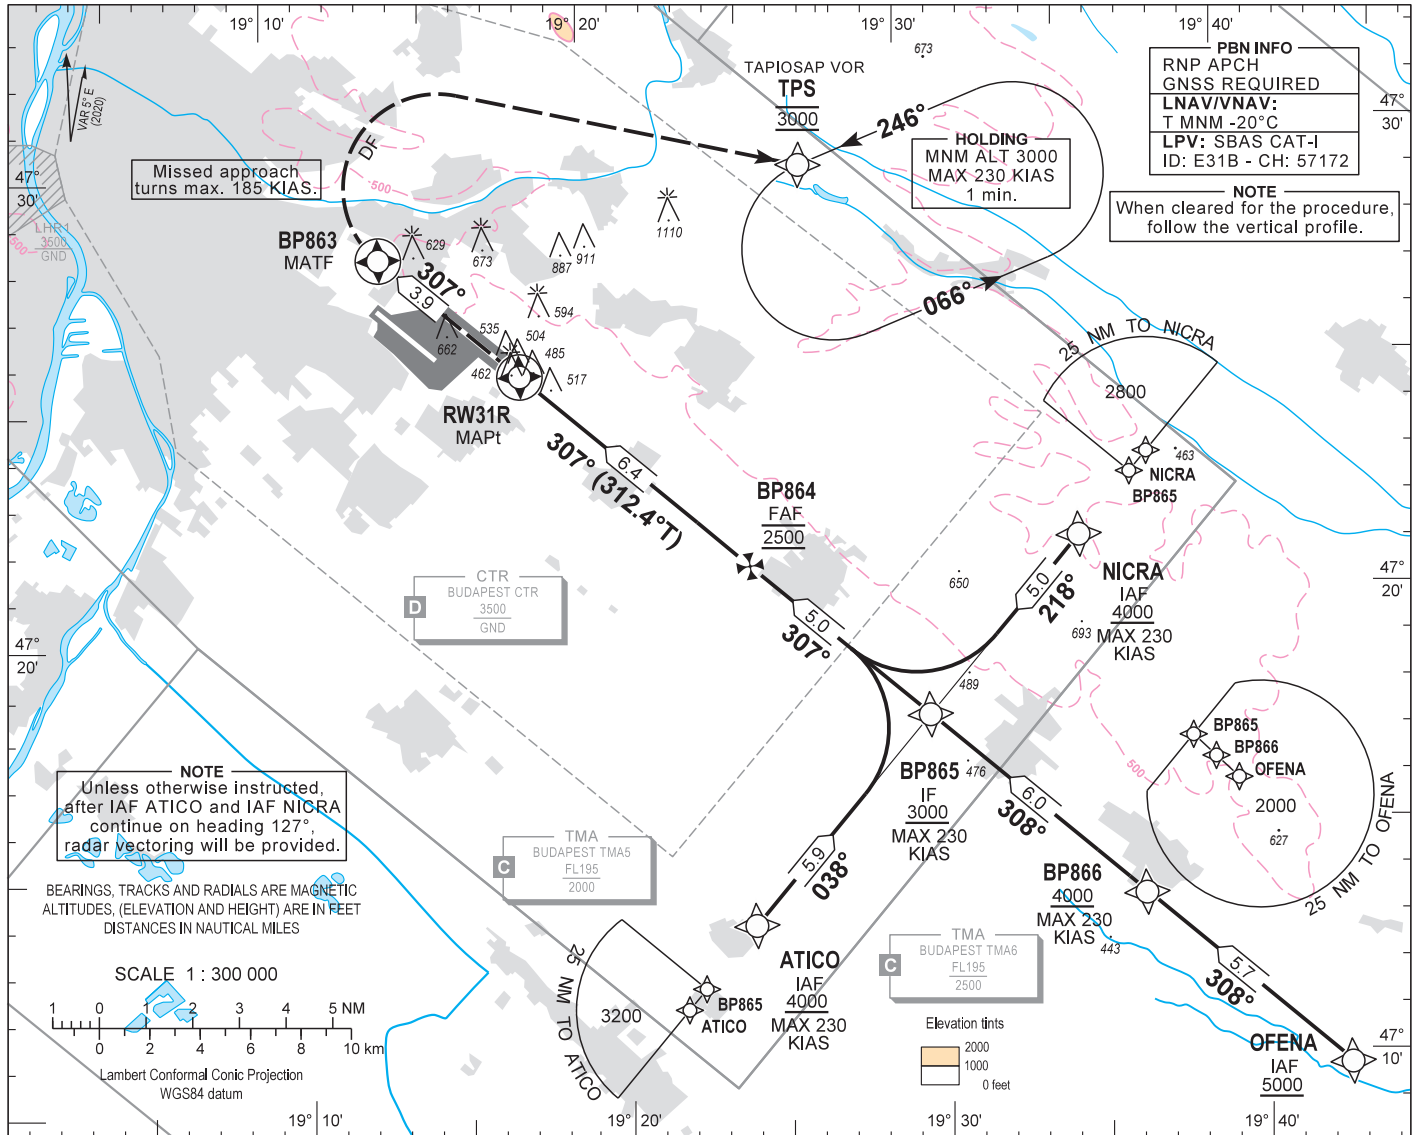 19° 10'
19° 20'
19° 30'
19° 40'
673
VAR 5° E
(2020)
TAPIOSAP VOR
TPS
3000
246°
PBN INFO
RNP APCH
GNSS REQUIRED
LNAV/VNAV:
T MNM -20°C
LPV: SBAS CAT-I
ID: E31B - CH: 57172
47°
30'
HOLDING
MNM ALT 3000
MAX 230 KIAS
1 min.
DF
Missed approach
turns max. 185 KIAS.
500
47°
30'
NOTE
When cleared for the procedure,
follow the vertical profile.
LHR1
3500
GND
500
BP863
MATF
629
673
887
911
1110
307°
3.9
066°
594
535
504
485
662
462
517
RW31R
MAPt
25 NM TO NICRA
2800
463
NICRA
BP865
6.4
307° (312.4°T)
BP864
FAF
2500
CTR
BUDAPEST CTR
3500
GND
D
650
5.0
218°
NICRA
IAF
4000
MAX 230
KIAS
693
47°
20'
5.0
307°
47°
20'
489
BP865
BP866
OFENA
500
2000
627
25 NM TO OFENA
BP865
IF
3000
MAX 230
KIAS
476
6.0
308°
NOTE
Unless otherwise instructed,
after IAF ATICO and IAF NICRA
continue on heading 127°,
radar vectoring will be provided.
TMA
BUDAPEST TMA5
FL195
2000
C
5.9
038°
BP866
4000
MAX 230
KIAS
443
BEARINGS, TRACKS AND RADIALS ARE MAGNETIC
ALTITUDES, (ELEVATION AND HEIGHT) ARE IN FEET
DISTANCES IN NAUTICAL MILES
TMA
BUDAPEST TMA6
FL195
2500
C
ATICO
IAF
4000
MAX 230
KIAS
5.7
308°
SCALE 1 : 300 000
1 0 1 2 3 4 5 NM
0 2 4 6 8 10 km
Lambert Conformal Conic Projection
WGS84 datum
25 NM TO ATICO
3200
BP865
ATICO
Elevation tints
2000
1000
0 feet
OFENA
IAF
5000
47°
10'
19° 10'
19° 20'
19° 30'
19° 40'